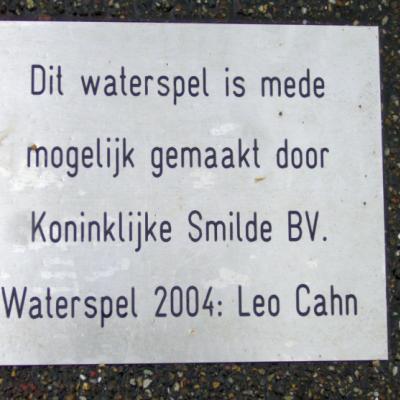 Dit waterspel is mede
mogelijk gemaakt door
Koninklijke Smilde BV.
Waterspel 2004: Leo Cahn